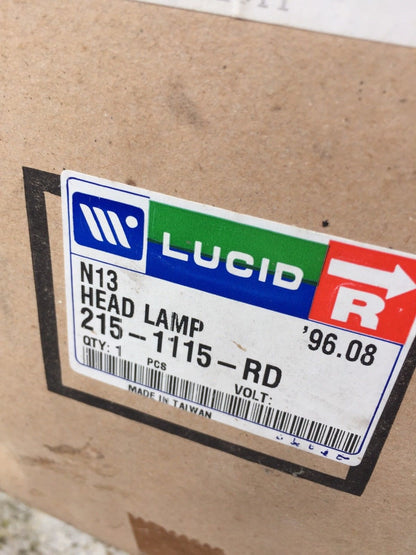 LUCID
R
N13
HEAD LAMP
'96.08
215-1115-RD
QTY: 1 PCS VOLT:
MADE IN TAIWAN